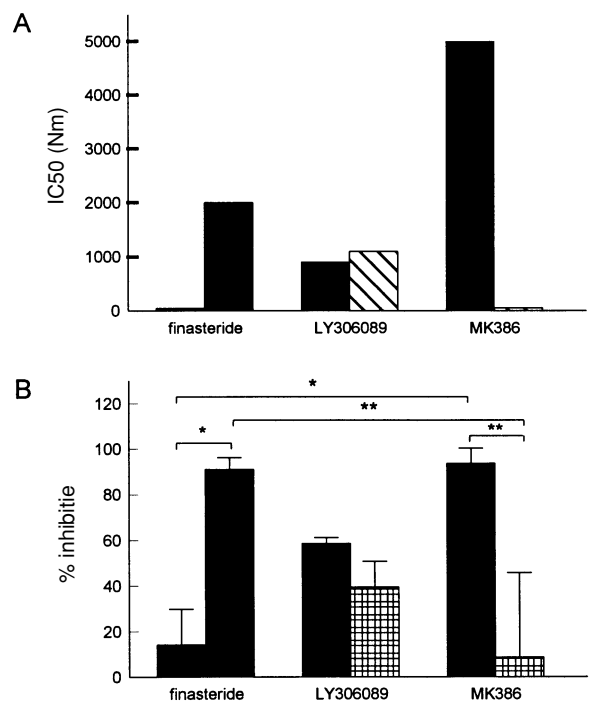 A
IC50 (Nm)
5000
4000
3000
2000
1000
0
finasteride LY306089 MK386
B
% inhibitie
120
100
80
60
40
20
0
*
**
*
**
finasteride LY306089 MK386